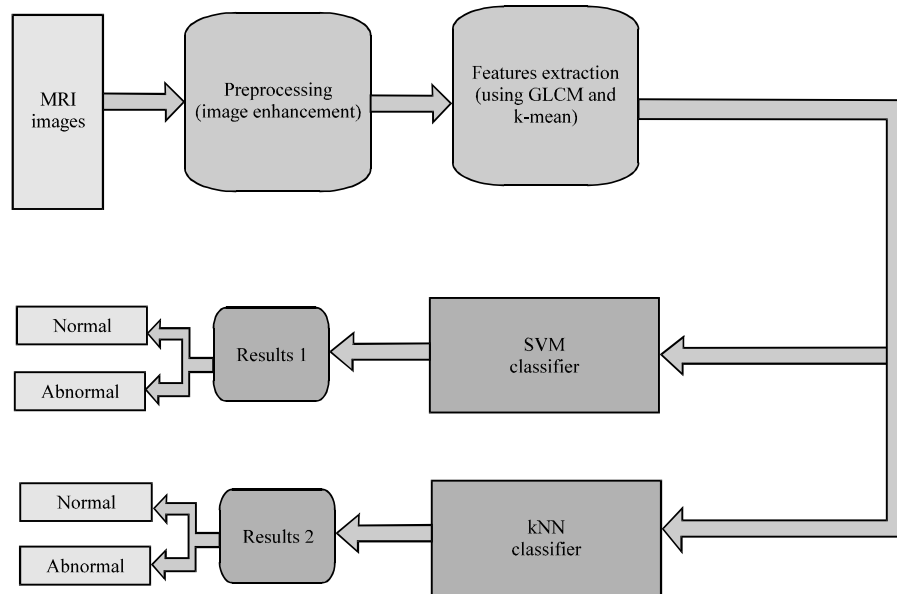 MRI
images
Preprocessing
(image enhancement)
Features extraction
(using GLCM and
k-mean)
Normal
Abnormal
Results 1
SVM
classifier
Normal
Abnormal
Results 2
kNN
classifier